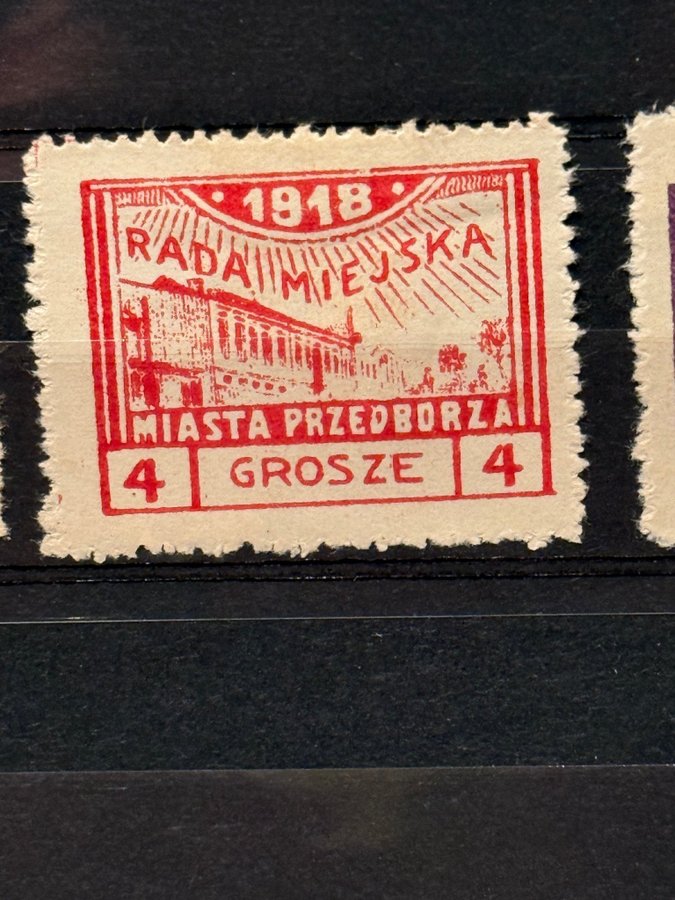 · 1918 ·
RADA MIEJSKA
MIASTA PRZEDBORZA
4 GROSZE 4